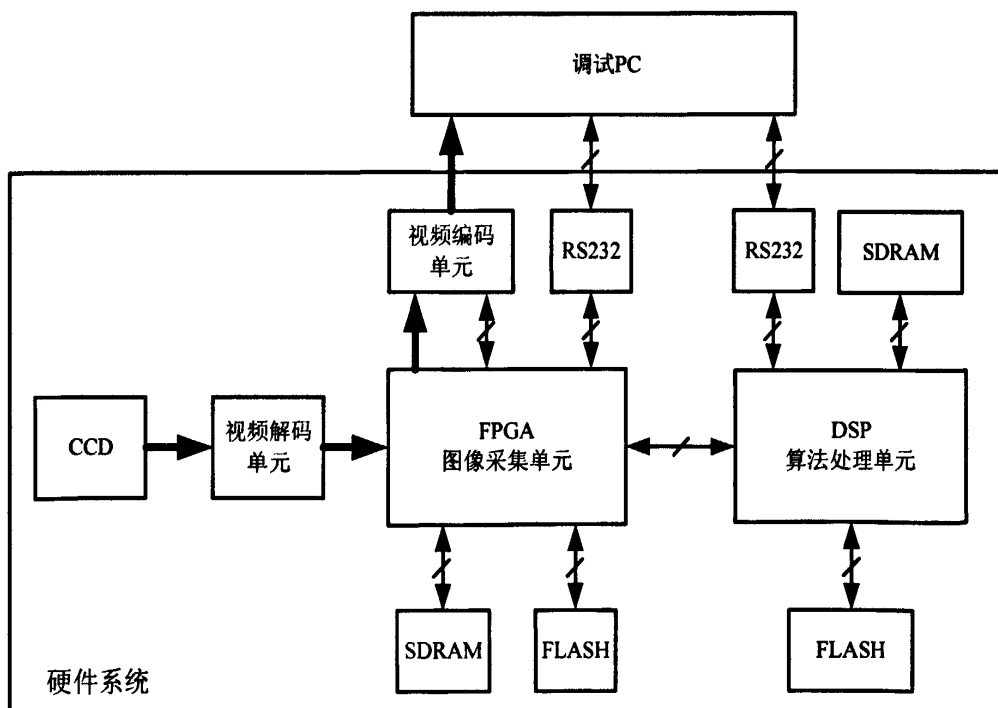 调试PC
视频编码
单元
RS232
RS232
SDRAM
CCD
视频解码
单元
FPGA
图像采集单元
DSP
算法处理单元
SDRAM
FLASH
FLASH
硬件系统